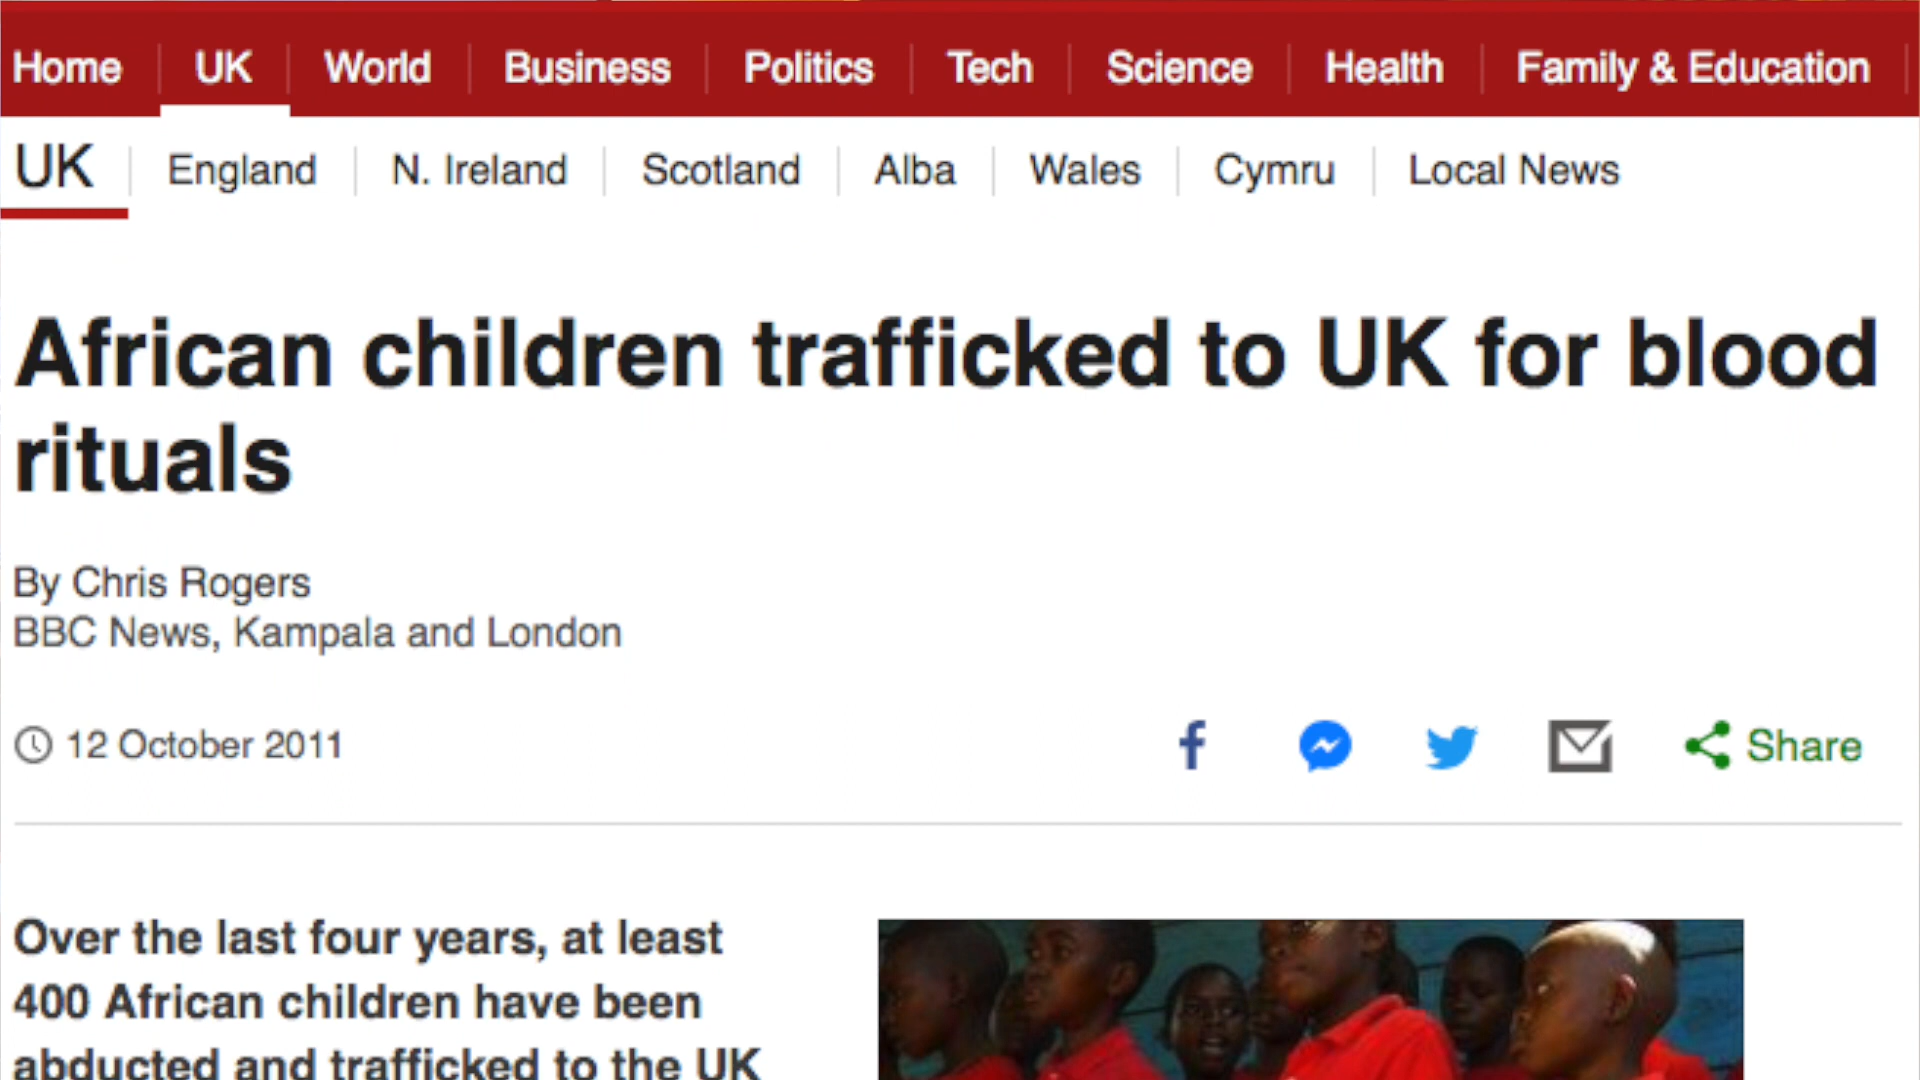 Home UK World Business Politics Tech Science Health Family & Education
UK England N. Ireland Scotland Alba Wales Cymru Local News
African children trafficked to UK for blood
rituals
By Chris Rogers
BBC News, Kampala and London
12 October 2011
Share
Over the last four years, at least
400 African children have been
abducted and trafficked to the UK